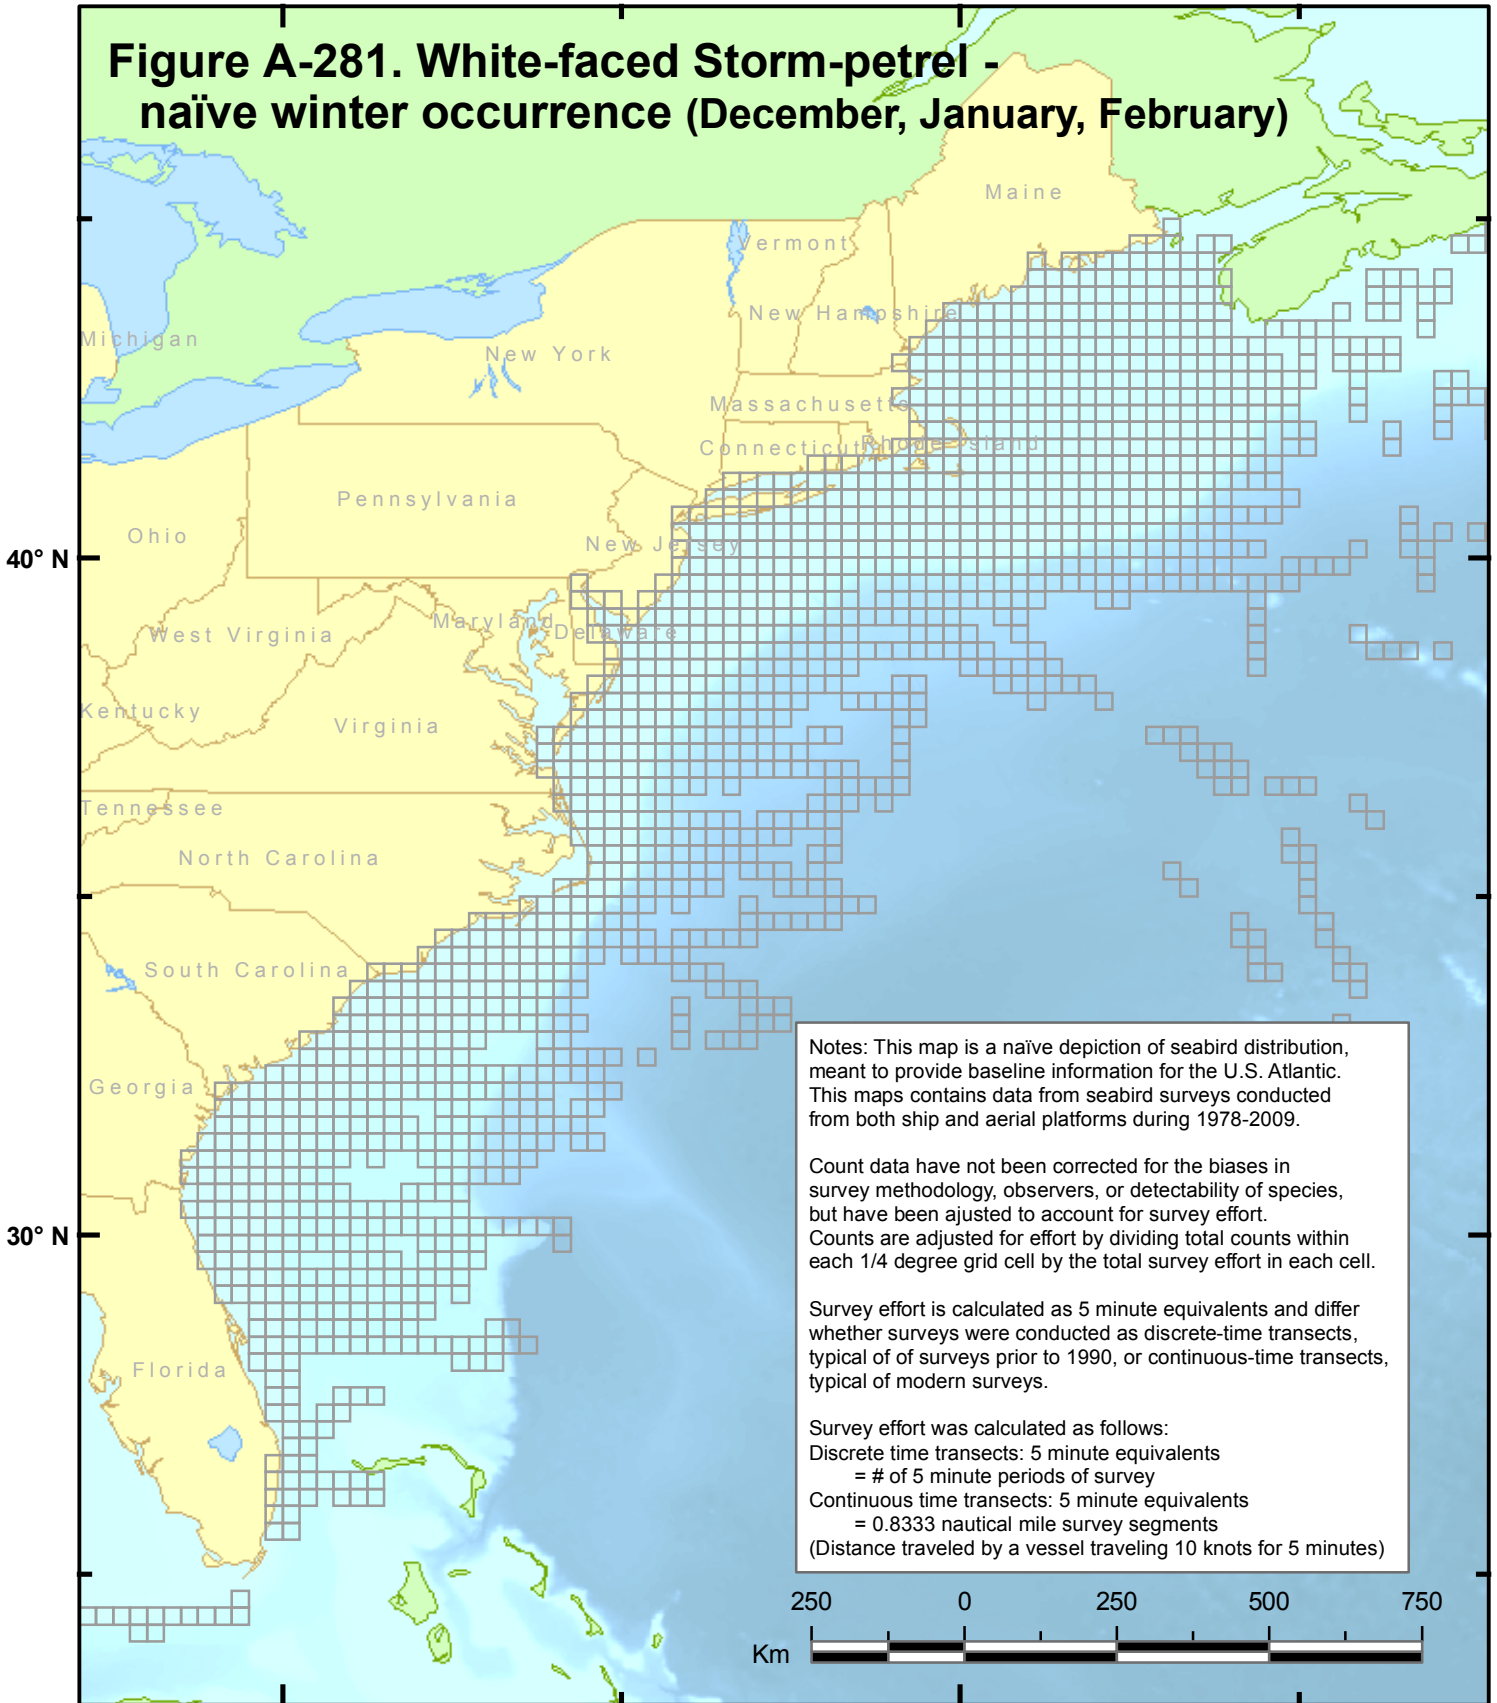 Figure A-281. White-faced Storm-petrel -
naïve winter occurrence (December, January, February)
Maine
Vermont
New Hampshire
Michigan
New York
Massachusetts
Connecticut
Rhode Island
Pennsylvania
Ohio
New Jersey
40° N
Maryland
Delaware
West Virginia
Kentucky
Virginia
Tennessee
North Carolina
South Carolina
Georgia
30° N
Florida
Notes: This map is a naïve depiction of seabird distribution,
meant to provide baseline information for the U.S. Atlantic.
This maps contains data from seabird surveys conducted
from both ship and aerial platforms during 1978-2009.
Count data have not been corrected for the biases in
survey methodology, observers, or detectability of species,
but have been ajusted to account for survey effort.
Counts are adjusted for effort by dividing total counts within
each 1/4 degree grid cell by the total survey effort in each cell.
Survey effort is calculated as 5 minute equivalents and differ
whether surveys were conducted as discrete-time transects,
typical of of surveys prior to 1990, or continuous-time transects,
typical of modern surveys.
Survey effort was calculated as follows:
Discrete time transects: 5 minute equivalents
= # of 5 minute periods of survey
Continuous time transects: 5 minute equivalents
= 0.8333 nautical mile survey segments
(Distance traveled by a vessel traveling 10 knots for 5 minutes)
250 0 250 500 750
Km